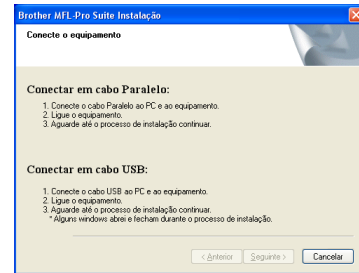 Brother MFL-Pro Suite Instalação
Conecte o equipamento
Conectar em cabo Paralelo:
1. Conecte o cabo Paralelo ao PC e ao equipamento.
2. Ligue o equipamento.
3. Aguarde até o processo de instalação continuar.
Conectar em cabo USB:
1. Conecte o cabo USB ao PC e ao equipamento.
2. Ligue o equipamento.
3. Aguarde até o processo de instalação continuar.
* Alguns windows abrei e fecham durante o processo de instalação.
< Anterior Seguinte > Cancelar